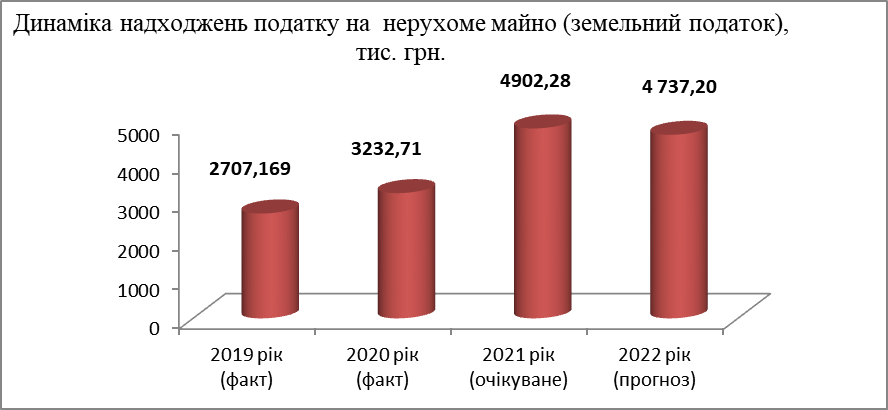 Динаміка надходжень податку на нерухоме майно (земельний податок),
тис. грн.
4902,28
4 737,20
3232,71
2707,169
5000
4000
3000
2000
1000
0
2019 рік
(факт)
2020 рік
(факт)
2021 рік
(очікуване)
2022 рік
(прогноз)